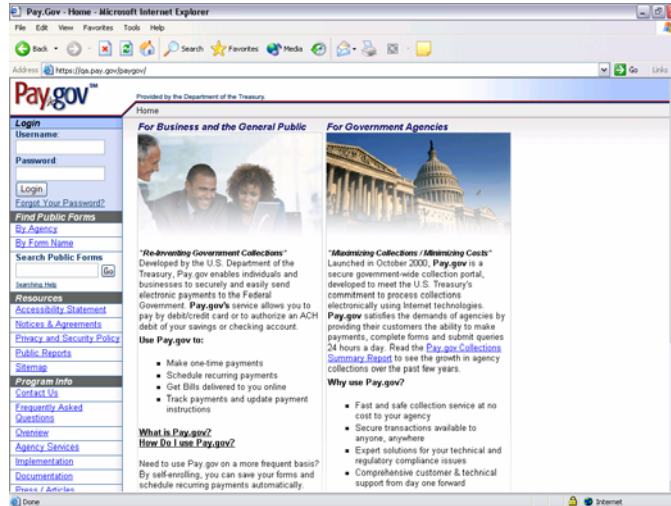 Pay.Gov - Home - Microsoft Internet Explorer
File Edit View Favorites Tools Help
Back Search Favorites Media
Address https://qa.pay.gov/paygov/ Go Links
Pay.gov℠
Provided by the Department of the Treasury.
Home
Login
Username:
Password:
Login
Forgot Your Password?
Find Public Forms
By Agency
By Form Name
Search Public Forms
Go
Searching Help
Resources
Accessibility Statement
Notices & Agreements
Privacy and Security Policy
Public Reports
Sitemap
Program Info
Contact Us
Frequently Asked
Questions
Overview
Agency Services
Implementation
Documentation
Press / Articles
For Business and the General Public
"Re-Inventing Government Collections"
Developed by the U.S. Department of the
Treasury, Pay.gov enables individuals and
businesses to securely and easily send
electronic payments to the Federal
Government. Pay.gov's service allows you to
pay by debit/credit card or to authorize an ACH
debit of your savings or checking account.
Use Pay.gov to:
Make one-time payments
Schedule recurring payments
Get Bills delivered to you online
Track payments and update payment
instructions
What is Pay.gov?
How Do I use Pay.gov?
Need to use Pay.gov on a more frequent basis?
By self-enrolling, you can save your forms and
schedule recurring payments automatically.
For Government Agencies
"Maximizing Collections / Minimizing Costs"
Launched in October 2000, Pay.gov is a
secure government-wide collection portal,
developed to meet the U.S. Treasury's
commitment to process collections
electronically using Internet technologies.
Pay.gov satisfies the demands of agencies by
providing their customers the ability to make
payments, complete forms and submit queries
24 hours a day. Read the Pay.gov Collections
Summary Report to see the growth in agency
collections over the past few years.
Why use Pay.gov?
Fast and safe collection service at no
cost to your agency
Secure transactions available to
anyone, anywhere
Expert solutions for your technical and
regulatory compliance issues
Comprehensive customer & technical
support from day one forward
Done Internet